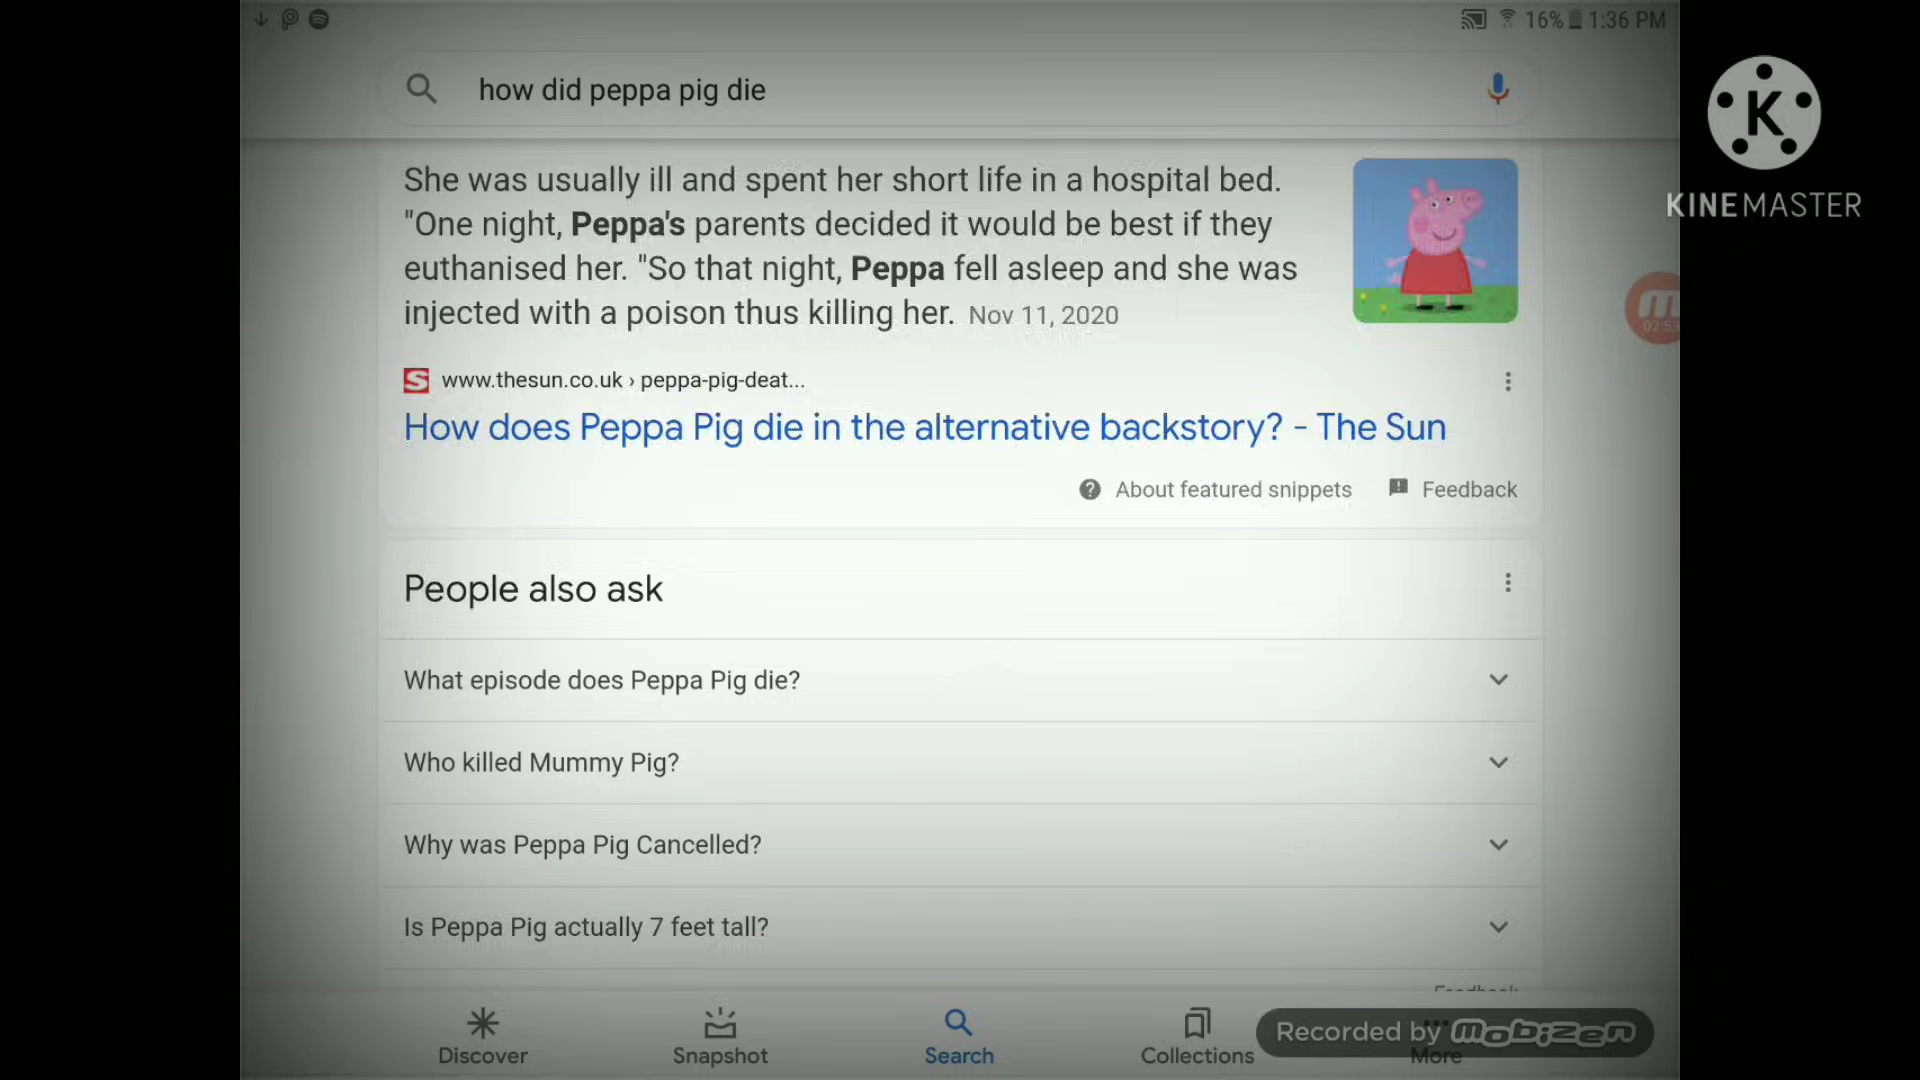 16% 1:36 PM
how did peppa pig die
K
KINEMASTER
She was usually ill and spent her short life in a hospital bed.
"One night, Peppa's parents decided it would be best if they
euthanised her. "So that night, Peppa fell asleep and she was
injected with a poison thus killing her. Nov 11, 2020
02:53
S www.thesun.co.uk › peppa-pig-deat...
How does Peppa Pig die in the alternative backstory? - The Sun
About featured snippets Feedback
People also ask
What episode does Peppa Pig die?
Who killed Mummy Pig?
Why was Peppa Pig Cancelled?
Is Peppa Pig actually 7 feet tall?
Feedback
Recorded by mobizen
Discover Snapshot Search Collections More